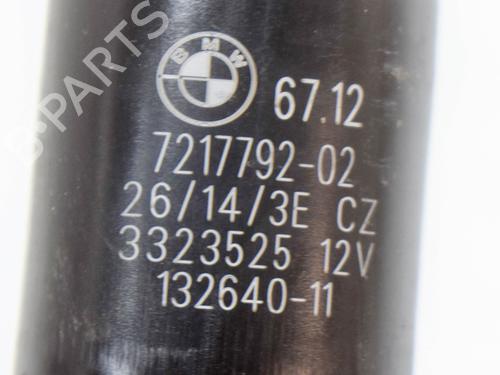 B-PARTS
BMW 67.12
7217792-02
26/14/3E CZ
3323525 12V
132640-11